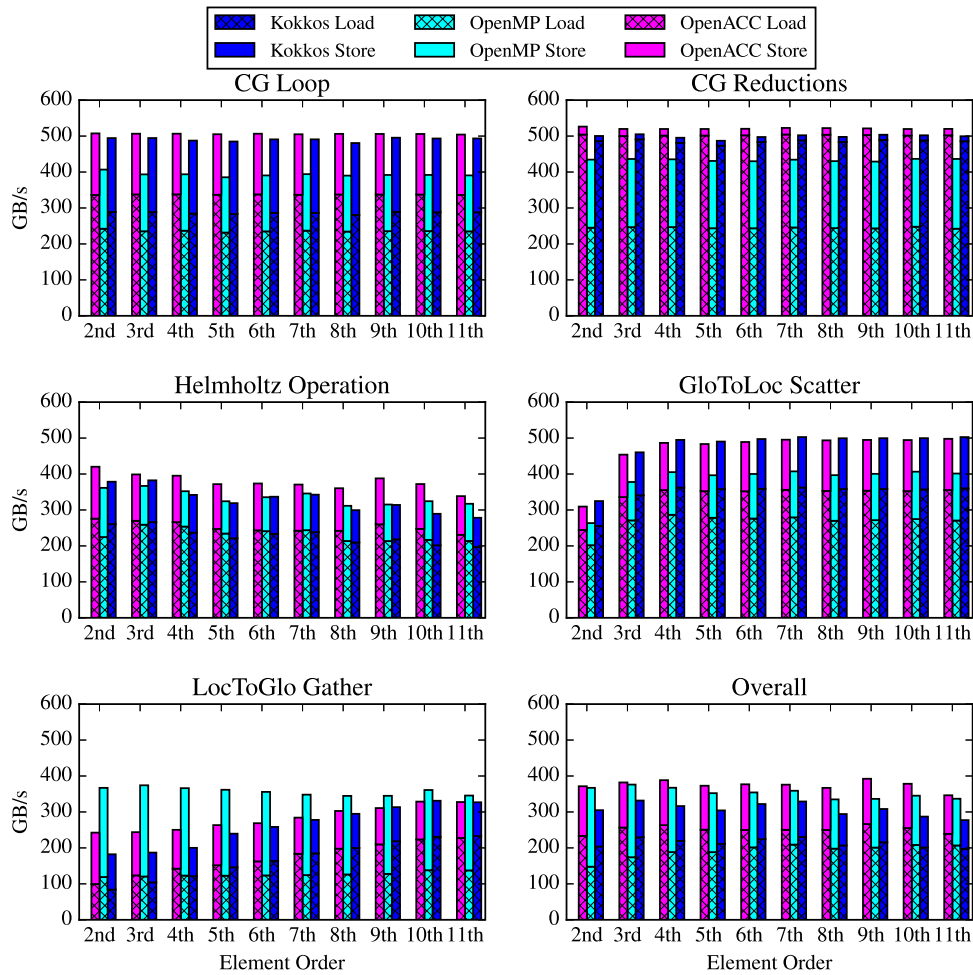 Kokkos Load OpenMP Load OpenACC Load
Kokkos Store OpenMP Store OpenACC Store
CG Loop
600
500
400
300
200
100
0
GB/s
2nd 3rd 4th 5th 6th 7th 8th 9th 10th 11th
CG Reductions
600
500
400
300
200
100
0
2nd 3rd 4th 5th 6th 7th 8th 9th 10th 11th
Helmholtz Operation
600
500
400
300
200
100
0
GB/s
2nd 3rd 4th 5th 6th 7th 8th 9th 10th 11th
GloToLoc Scatter
600
500
400
300
200
100
0
2nd 3rd 4th 5th 6th 7th 8th 9th 10th 11th
LocToGlo Gather
600
500
400
300
200
100
0
GB/s
2nd 3rd 4th 5th 6th 7th 8th 9th 10th 11th
Element Order
Overall
600
500
400
300
200
100
0
2nd 3rd 4th 5th 6th 7th 8th 9th 10th 11th
Element Order